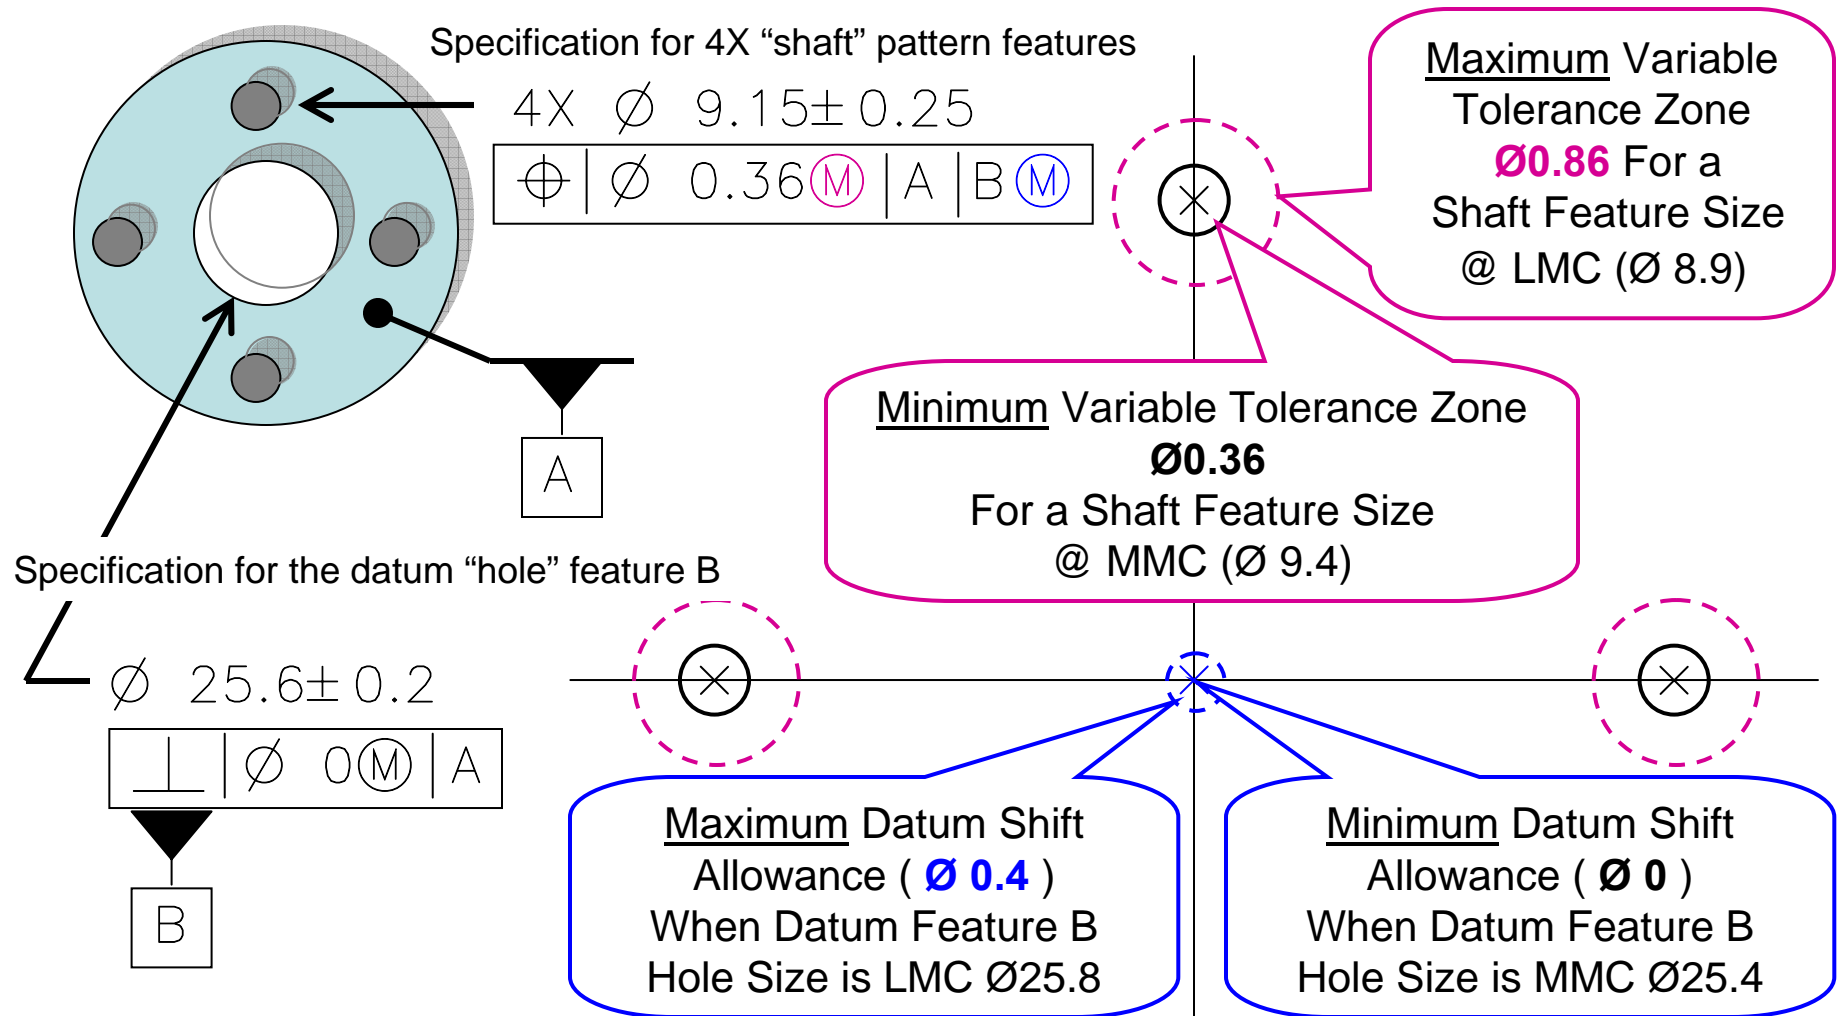 Specification for 4X “shaft” pattern features
4X Ø 9.15± 0.25
⌖ Ø 0.36Ⓜ A BⓂ
A
Specification for the datum “hole” feature B
Ø 25.6± 0.2
⊥ Ø 0Ⓜ A
B
Maximum Variable
Tolerance Zone
Ø0.86 For a
Shaft Feature Size
@ LMC (Ø 8.9)
Minimum Variable Tolerance Zone
Ø0.36
For a Shaft Feature Size
@ MMC (Ø 9.4)
Maximum Datum Shift
Allowance ( Ø 0.4 )
When Datum Feature B
Hole Size is LMC Ø25.8
Minimum Datum Shift
Allowance ( Ø 0 )
When Datum Feature B
Hole Size is MMC Ø25.4